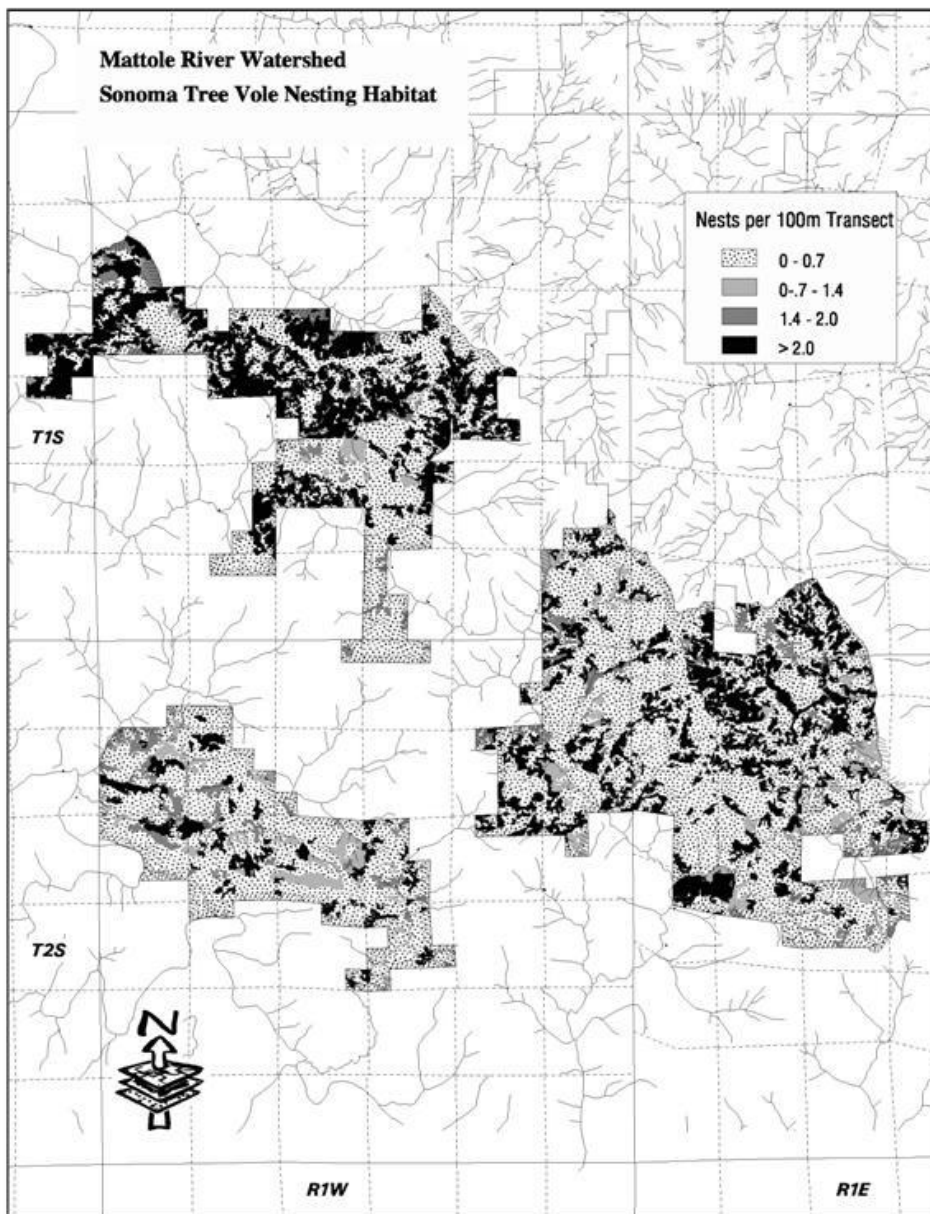 Mattole River Watershed
Sonoma Tree Vole Nesting Habitat
Nests per 100m Transect
0 - 0.7
0-.7 - 1.4
1.4 - 2.0
> 2.0
T1S
T2S
N
R1W
R1E